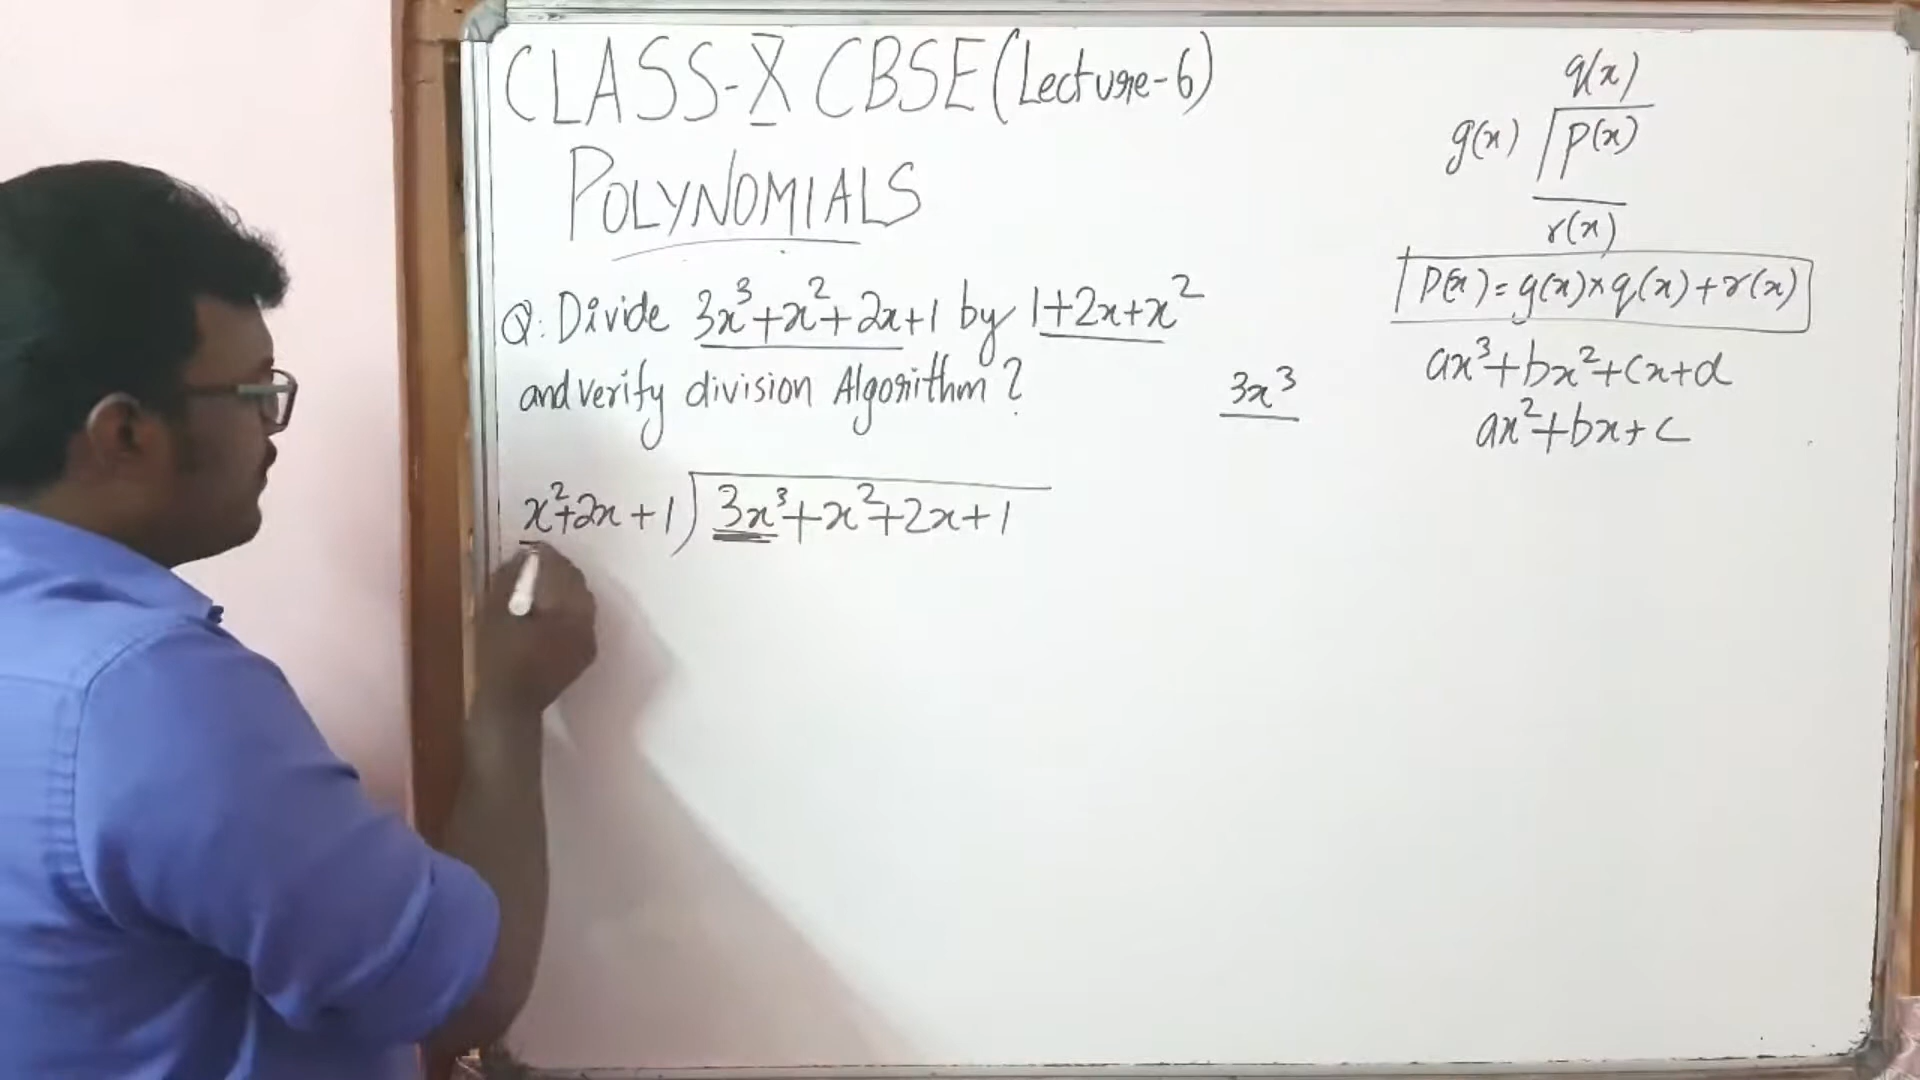 CLASS-X CBSE (Lecture-6)
POLYNOMIALS
Q: Divide 3x³+x²+2x+1 by 1+2x+x²
and verify division Algorithm?
x²+2x+1) 3x³+x²+2x+1
3x³
q(x)
g(x) p(x)
r(x)
P(x)=g(x)×q(x)+r(x)
ax³+bx²+cx+d
ax²+bx+c